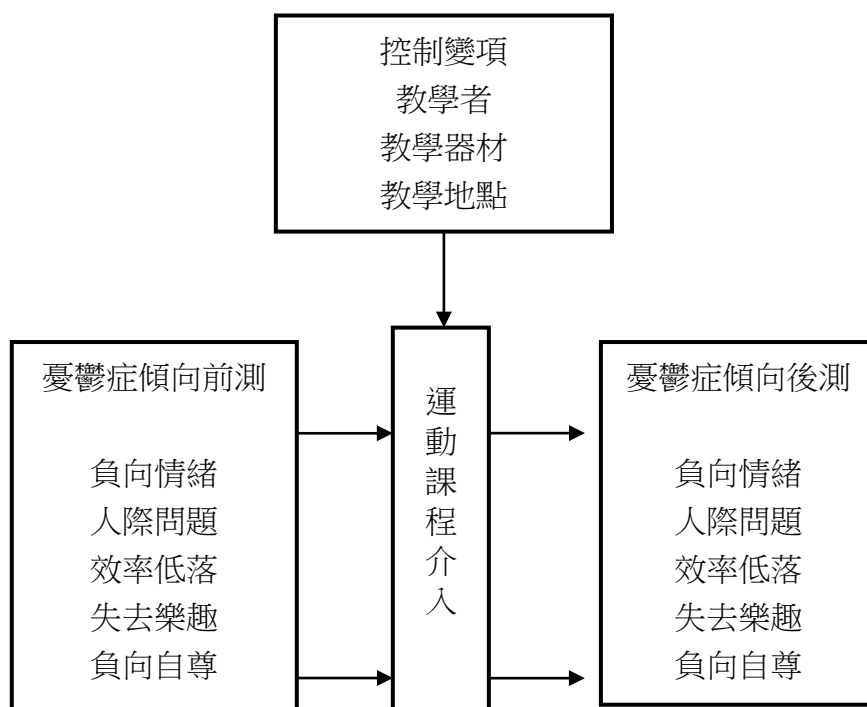 控制變項
教學者
教學器材
教學地點
憂鬱症傾向前測
負向情緒
人際問題
效率低落
失去樂趣
負向自尊
運動課程介入
憂鬱症傾向後測
負向情緒
人際問題
效率低落
失去樂趣
負向自尊